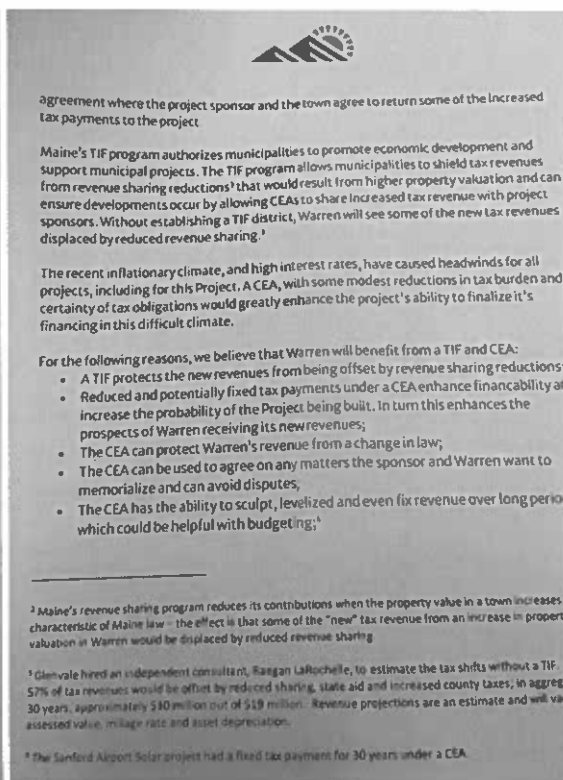 agreement where the project sponsor and the town agree to return some of the increased
tax payments to the project
Maine's TIF program authorizes municipalities to promote economic development and
support municipal projects. The TIF program allows municipalities to shield tax revenues
from revenue sharing reductions² that would result from higher property valuation and can
ensure developments occur by allowing CEAs to share increased tax revenue with project
sponsors. Without establishing a TIF district, Warren will see some of the new tax revenues
displaced by reduced revenue sharing.³
The recent inflationary climate, and high interest rates, have caused headwinds for all
projects, including for this Project. A CEA, with some modest reductions in tax burden and
certainty of tax obligations would greatly enhance the project's ability to finalize it's
financing in this difficult climate.
For the following reasons, we believe that Warren will benefit from a TIF and CEA:
• A TIF protects the new revenues from being offset by revenue sharing reductions
• Reduced and potentially fixed tax payments under a CEA enhance financability a
increase the probability of the Project being built. In turn this enhances the
prospects of Warren receiving its new revenues;
• The CEA can protect Warren's revenue from a change in law;
• The CEA can be used to agree on any matters the sponsor and Warren want to
memorialize and can avoid disputes;
• The CEA has the ability to sculpt, levelized and even fix revenue over long perio
which could be helpful with budgeting;⁴
² Maine's revenue sharing program reduces its contributions when the property value in a town increases
characteristic of Maine law – the effect is that some of the "new" tax revenue from an increase in propert
valuation in Warren would be displaced by reduced revenue sharing
³ Glenvale hired an independent consultant, Raegan LaRochelle, to estimate the tax shifts without a TIF.
57% of tax revenues would be offset by reduced sharing, state aid and increased county taxes; in aggreg
30 years, approximately $10 million out of $19 million. Revenue projections are an estimate and will va
assessed value, milage rate and asset depreciation.
⁴ The Sanford Airport Solar project had a fixed tax payment for 30 years under a CEA.